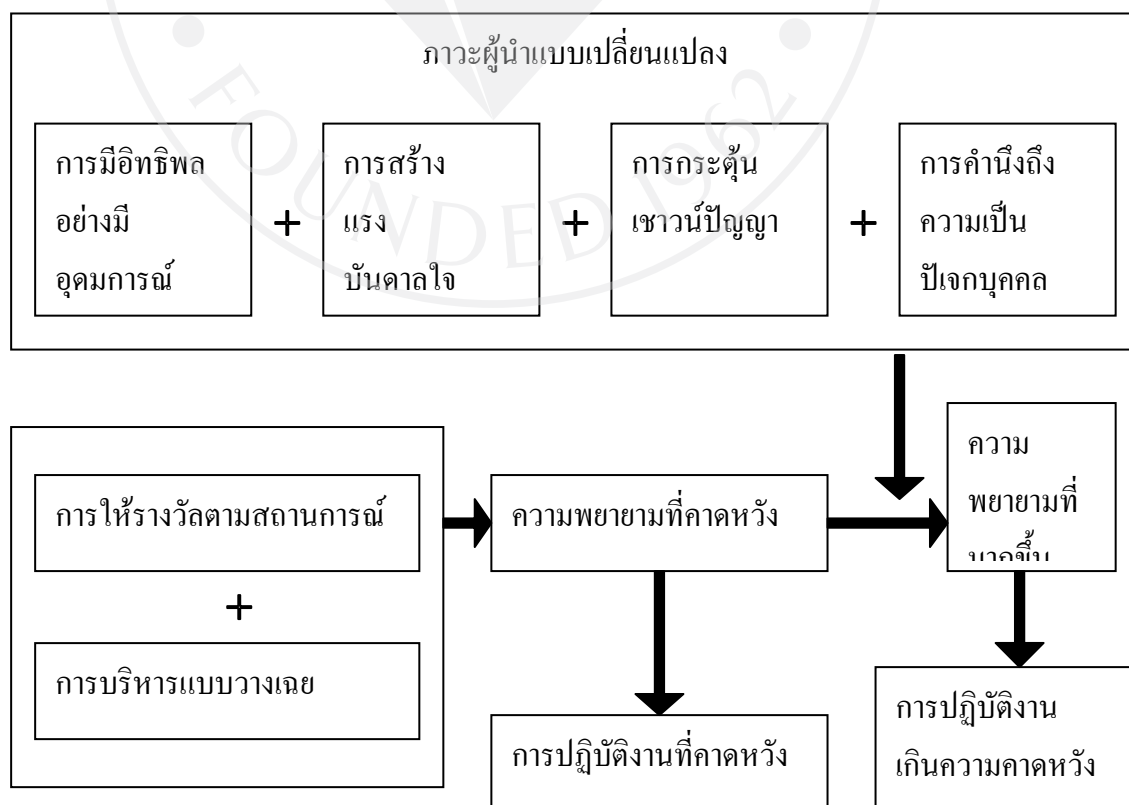 ภาวะผู้นำแบบเปลี่ยนแปลง
การมีอิทธิพล
อย่างมี
อุดมการณ์
+
การสร้าง
แรง
บันดาลใจ
+
การกระตุ้น
เชาวน์ปัญญา
+
การคำนึงถึง
ความเป็น
ปัเจกบุคคล
FOUNDED 1962
การให้รางวัลตามสถานการณ์
+
การบริหารแบบวางเฉย
ความพยายามที่คาดหวัง
ความ
พยายามที่
มากขึ้น
การปฏิบัติงานที่คาดหวัง
การปฏิบัติงาน
เกินความคาดหวัง